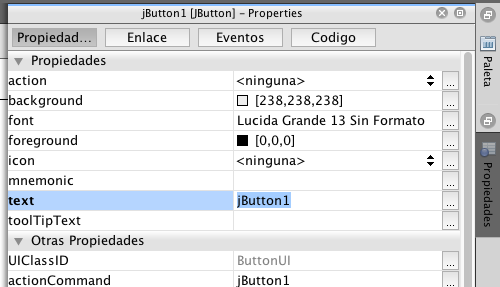 jButton1 [JButton] – Properties
Propiedad... Enlace Eventos Codigo
Propiedades
action <ninguna> ...
background [238,238,238] ...
font Lucida Grande 13 Sin Formato ...
foreground [0,0,0] ...
icon <ninguna> ...
mnemonic ...
text jButton1 ...
toolTipText ...
Otras Propiedades
UIClassID ButtonUI ...
actionCommand jButton1 ...
Paleta
Propiedades